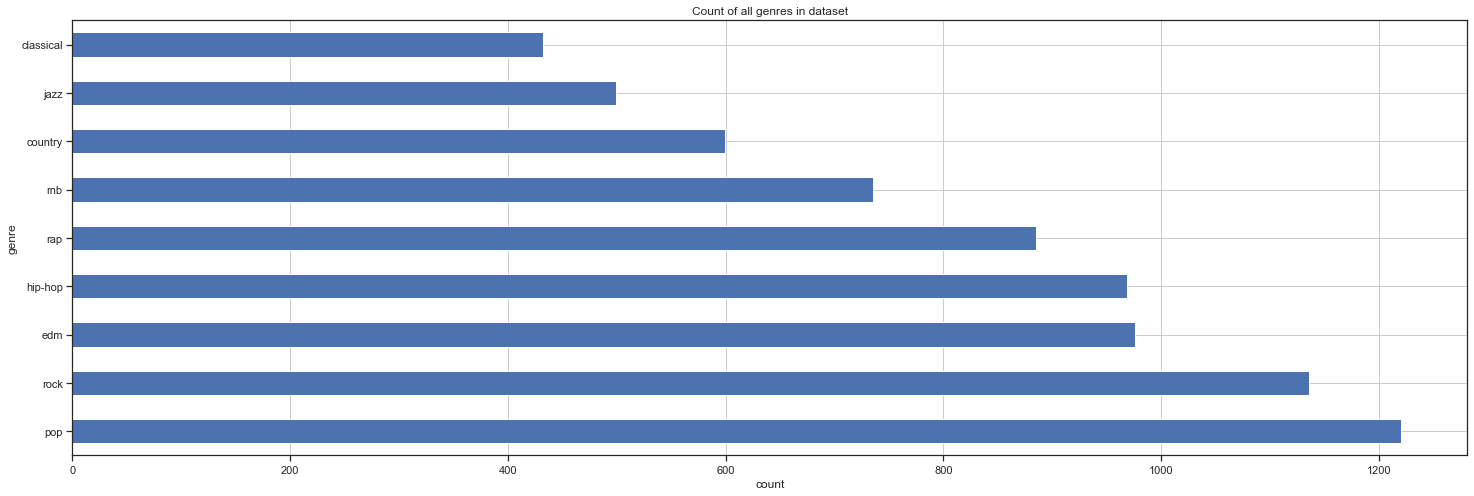 Count of all genres in dataset
classical
jazz
country
rnb
rap
hip-hop
edm
rock
pop
genre
0 200 400 600 800 1000 1200
count